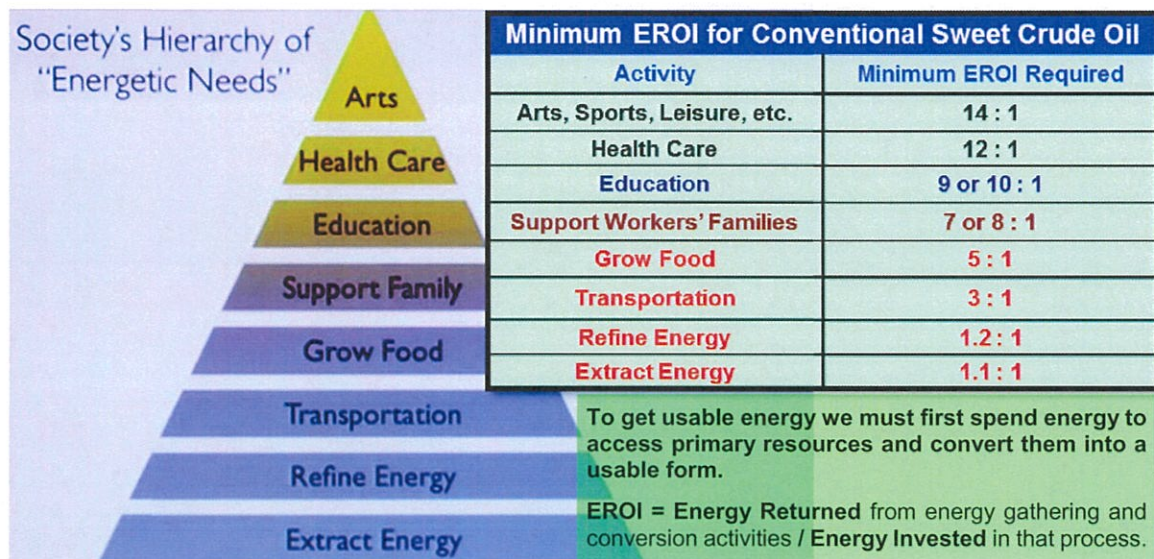 Society's Hierarchy of
"Energetic Needs"
Arts
Health Care
Education
Support Family
Grow Food
Transportation
Refine Energy
Extract Energy
Minimum EROI for Conventional Sweet Crude Oil
Activity Minimum EROI Required
Arts, Sports, Leisure, etc. 14 : 1
Health Care 12 : 1
Education 9 or 10 : 1
Support Workers' Families 7 or 8 : 1
Grow Food 5 : 1
Transportation 3 : 1
Refine Energy 1.2 : 1
Extract Energy 1.1 : 1
To get usable energy we must first spend energy to
access primary resources and convert them into a
usable form.
EROI = Energy Returned from energy gathering and
conversion activities / Energy Invested in that process.